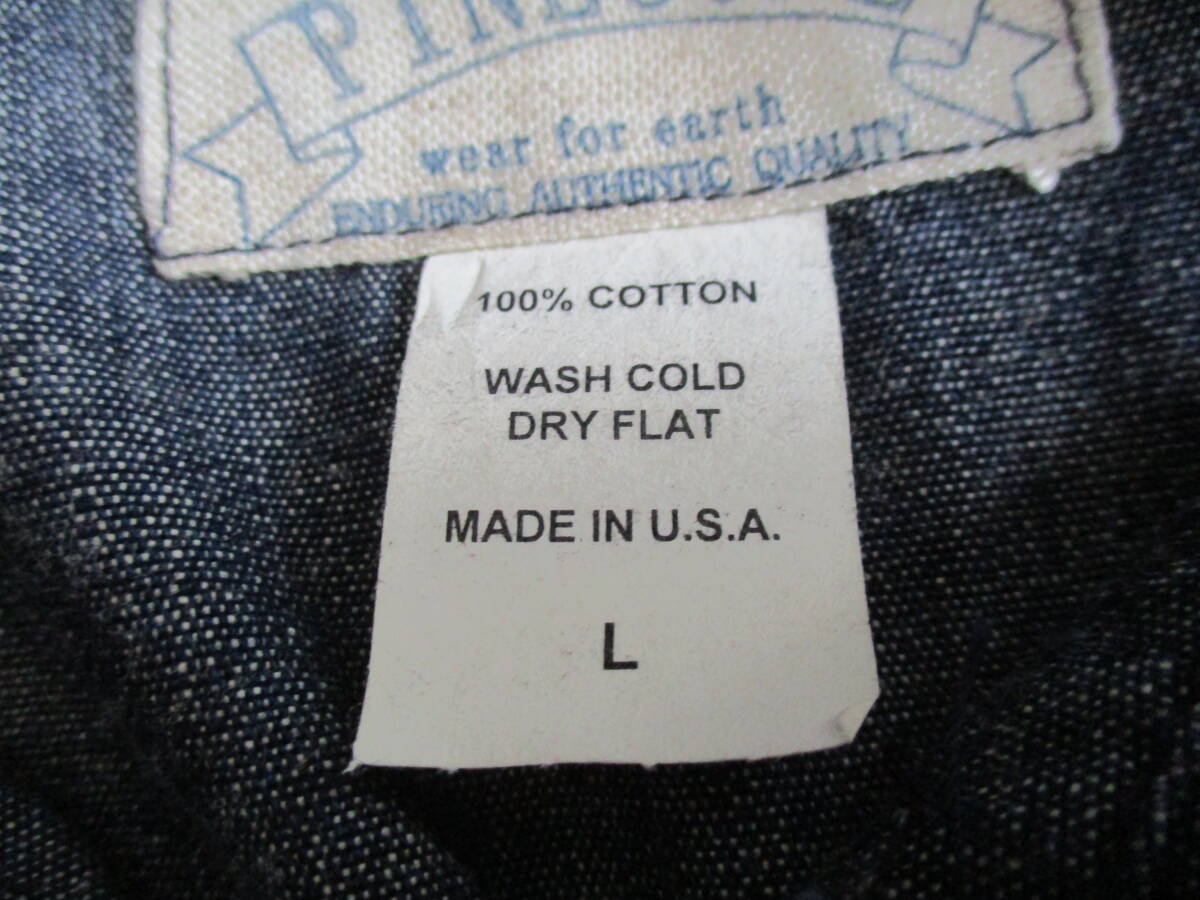 wear for earth
ENDURING AUTHENTIC QUALITY
100% COTTON
WASH COLD
DRY FLAT
MADE IN U.S.A.
L